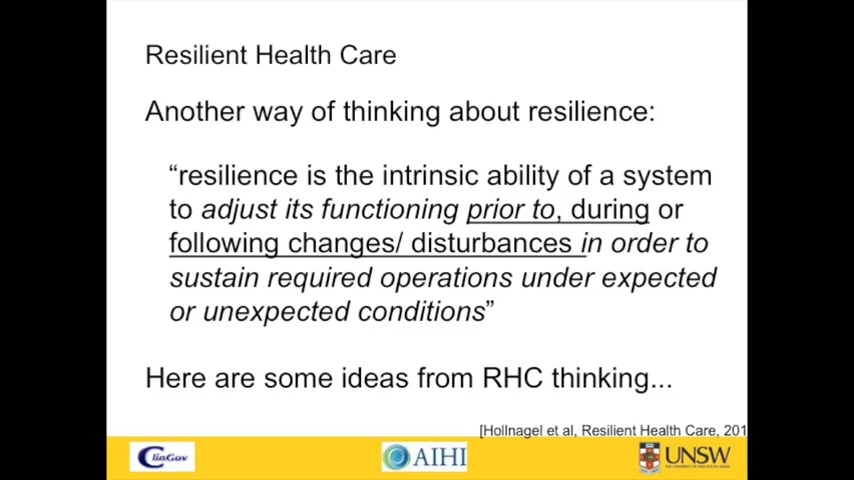 Resilient Health Care
Another way of thinking about resilience:
“resilience is the intrinsic ability of a system
to adjust its functioning prior to, during or
following changes/ disturbances in order to
sustain required operations under expected
or unexpected conditions”
Here are some ideas from RHC thinking...
[Hollnagel et al, Resilient Health Care, 201
ClinGov
AIHI
UNSW